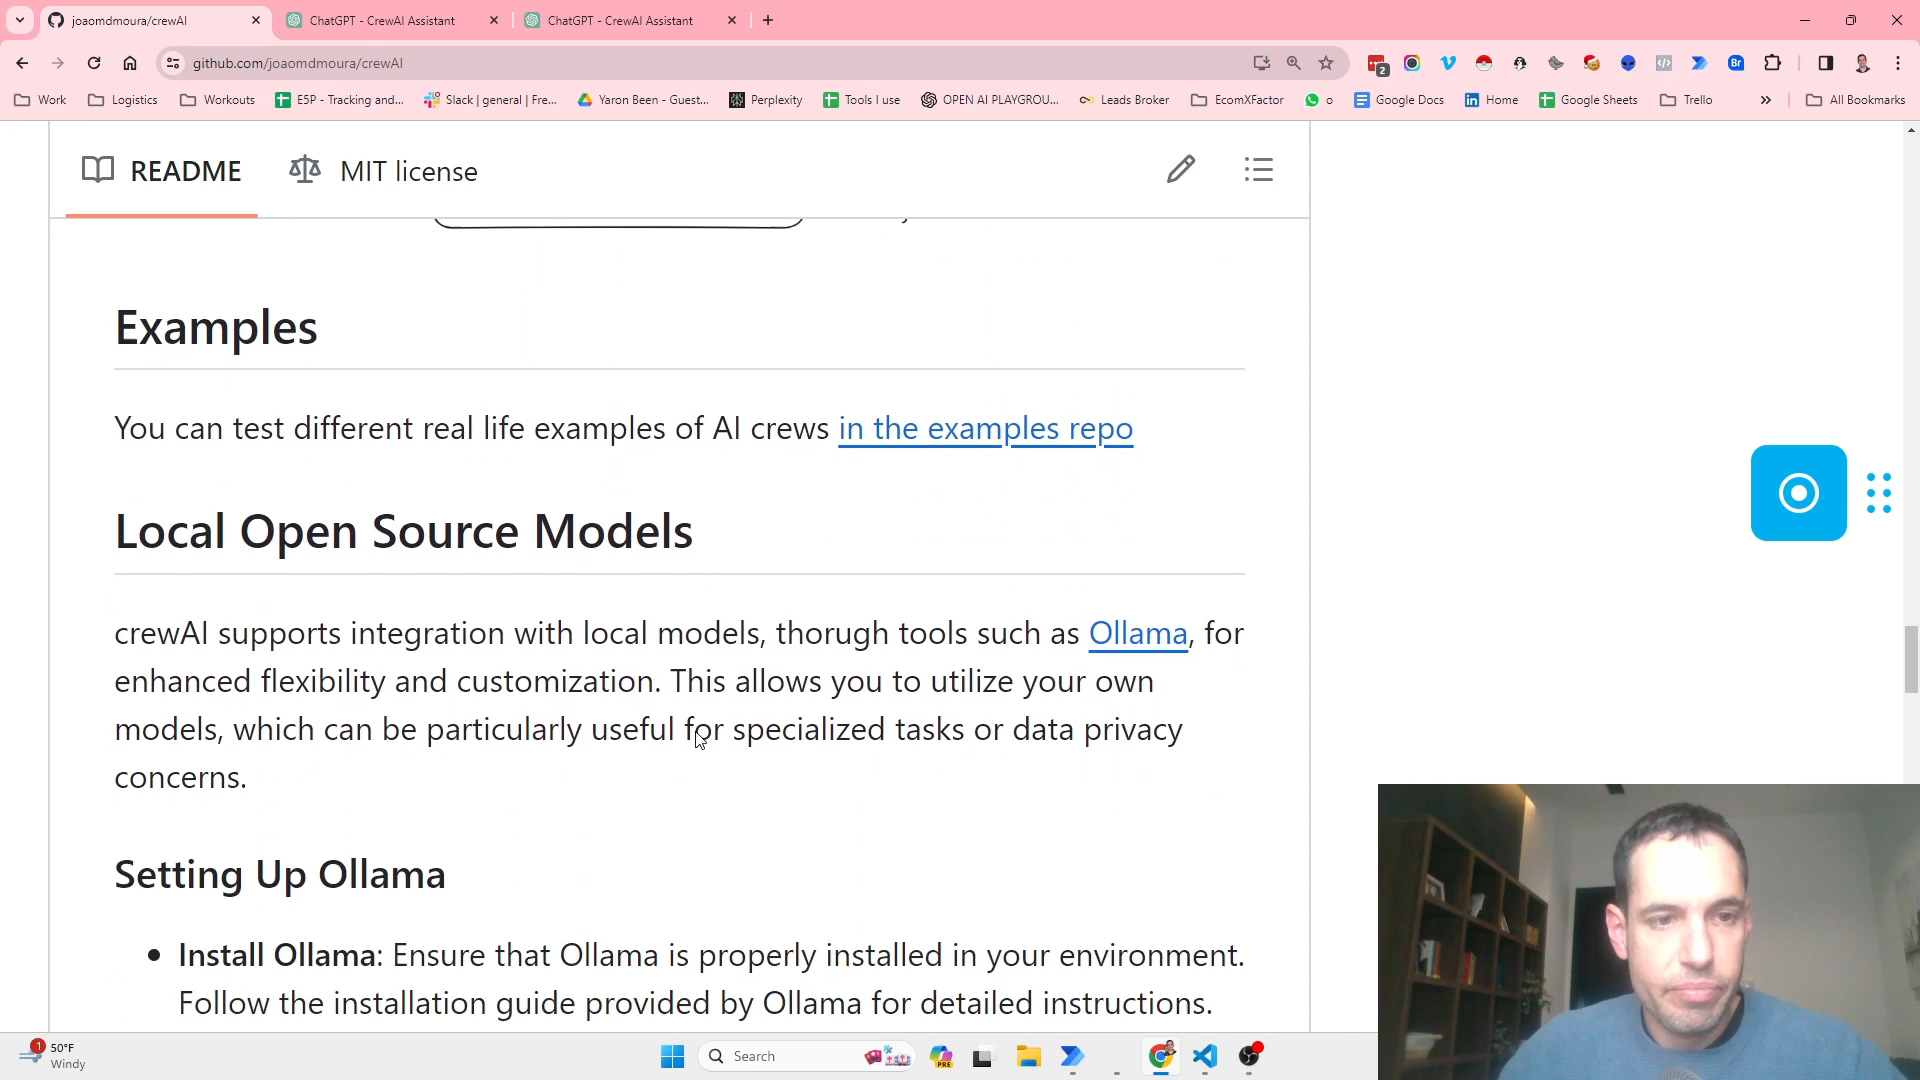 joaomdmoura/crewAI
ChatGPT - CrewAI Assistant
ChatGPT - CrewAI Assistant
github.com/joaomdmoura/crewAI
2
Br
Work
Logistics
Workouts
E5P - Tracking and...
Slack | general | Fre...
Yaron Been - Guest...
Perplexity
Tools I use
OPEN AI PLAYGROU...
Leads Broker
EcomXFactor
o
Google Docs
Home
Google Sheets
Trello
All Bookmarks
README
MIT license
Examples
You can test different real life examples of AI crews in the examples repo
Local Open Source Models
crewAI supports integration with local models, thorugh tools such as Ollama, for
enhanced flexibility and customization. This allows you to utilize your own
models, which can be particularly useful for specialized tasks or data privacy
concerns.
Setting Up Ollama
Install Ollama: Ensure that Ollama is properly installed in your environment.
Follow the installation guide provided by Ollama for detailed instructions.
1
50°F
Windy
Search
PRE